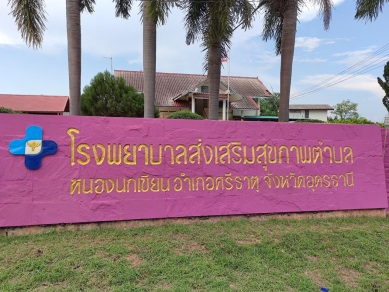 โรงพยาบาลส่งเสริมสุขภาพตำบล
หนองนกเขียน อำเภอศรีธาตุ จังหวัดอุดรธานี